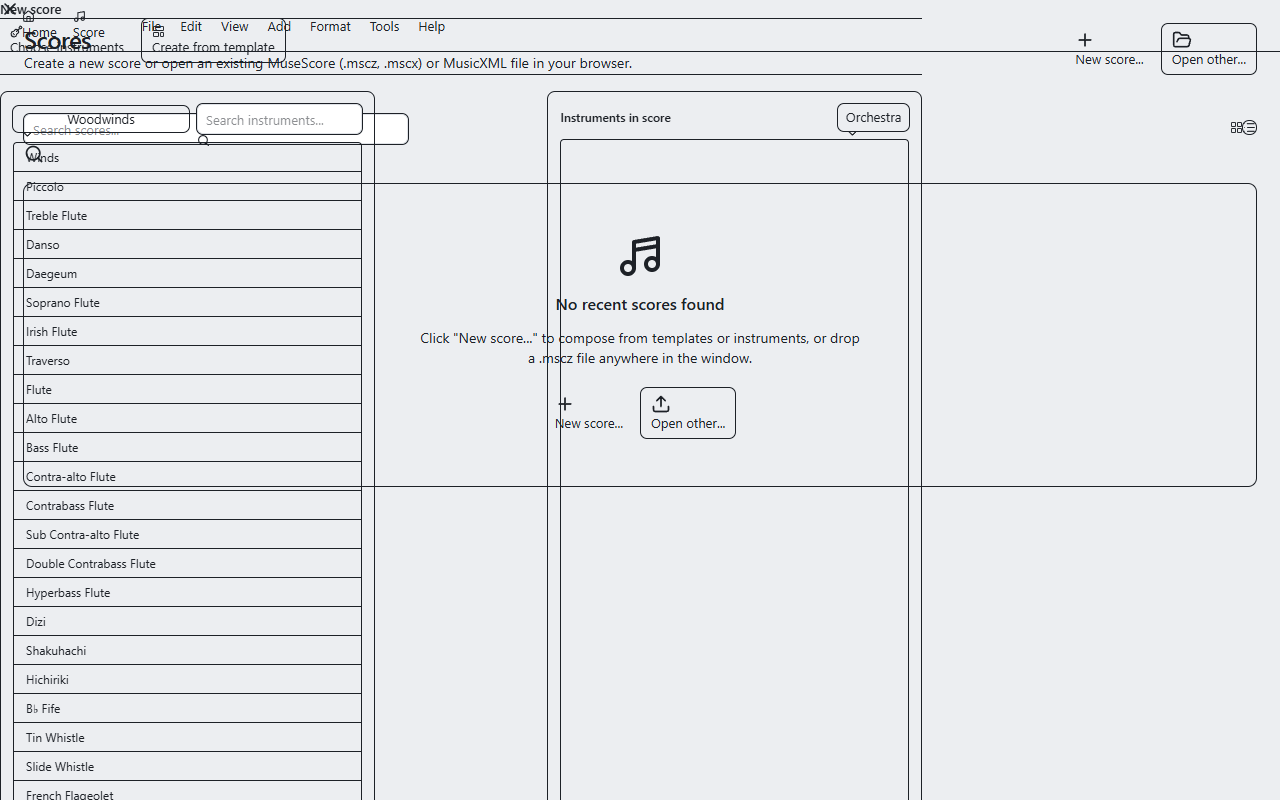 New score
Home
Score
File
Edit
View
Add
Format
Tools
Help
Choose instruments
Create from template
Scores
Create a new score or open an existing MuseScore (.mscz, .mscx) or MusicXML file in your browser.
New score...
Open other...
Woodwinds
Search instruments...
Search scores...
Instruments in score
Orchestra
Winds
Piccolo
Treble Flute
Danso
Daegeum
Soprano Flute
Irish Flute
Traverso
Flute
Alto Flute
Bass Flute
Contra-alto Flute
Contrabass Flute
Sub Contra-alto Flute
Double Contrabass Flute
Hyperbass Flute
Dizi
Shakuhachi
Hichiriki
B♭ Fife
Tin Whistle
Slide Whistle
French Flageolet
No recent scores found
Click "New score..." to compose from templates or instruments, or drop
a .mscz file anywhere in the window.
New score...
Open other...